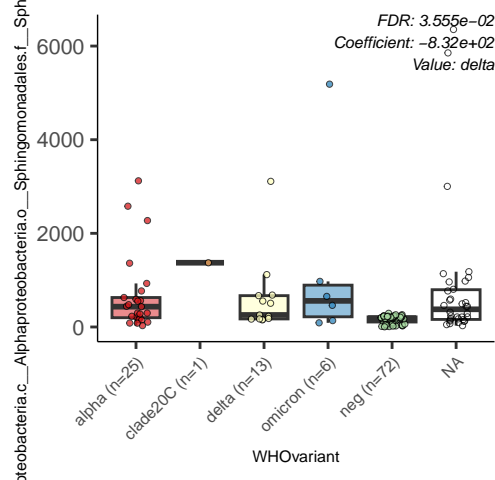 FDR: 3.555e−02
Coefficient: −8.32e+02
Value: delta
oteobacteria.c__Alphaproteobacteria.o__Sphingomonadales.f__Sph
6000
4000
2000
0
alpha (n=25)
clade20C (n=1)
delta (n=13)
omicron (n=6)
neg (n=72)
NA
WHOvariant